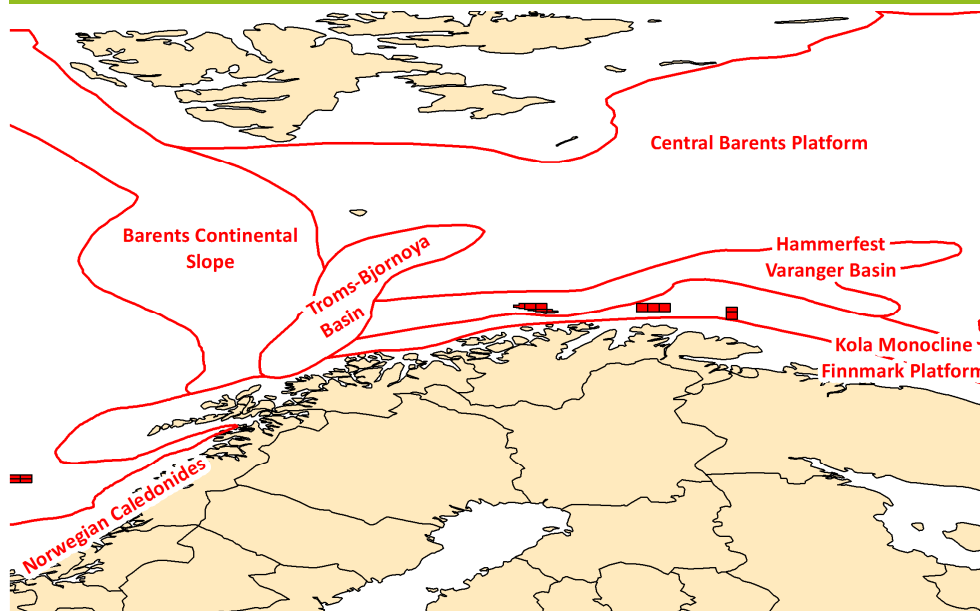 Central Barents Platform
Barents Continental
Slope
Hammerfest
Varanger Basin
Troms-Bjornoya
Basin
Kola Monocline
Finnmark Platform
Norwegian Caledonides